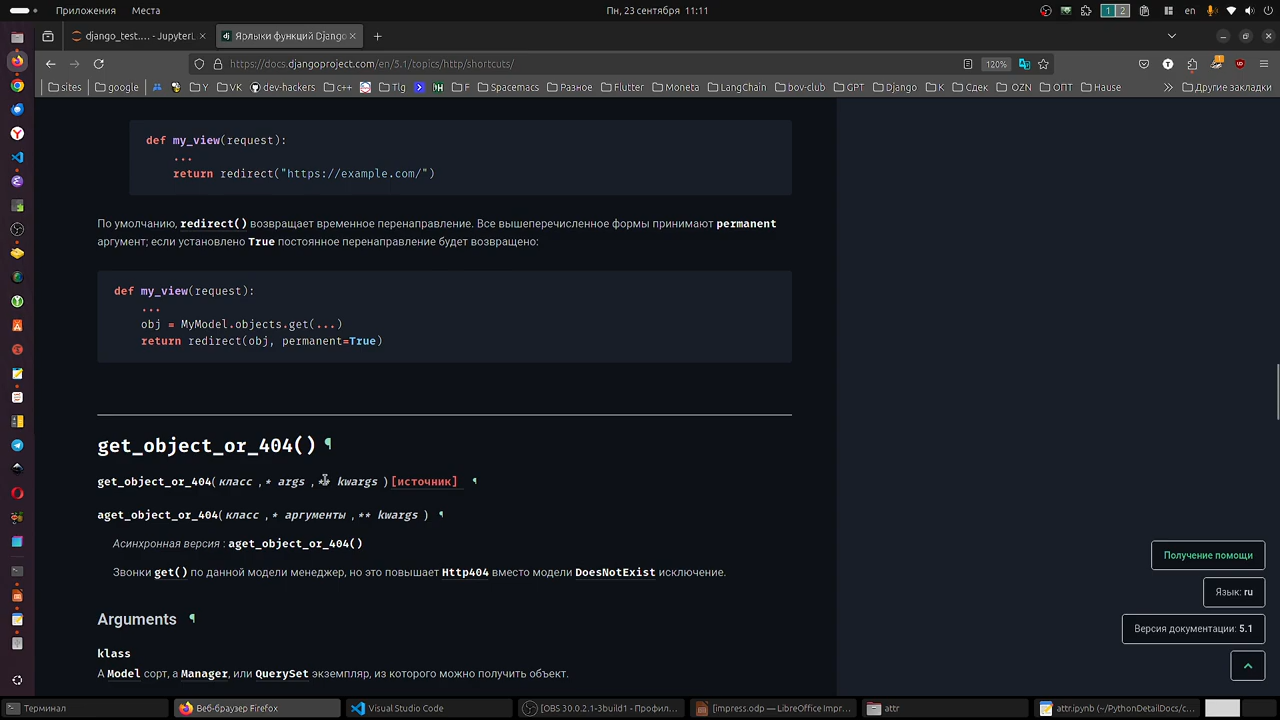 Приложения
Места
Пн, 23 сентября 11:11
1
2
en
django_test.... - JupyterL
Ярлыки функций Django
https://docs.djangoproject.com/en/5.1/topics/http/shortcuts/
120%
sites
google
Y
VK
dev-hackers
c++
Tlg
F
Spacemacs
Разное
Flutter
Moneta
LangChain
bov-club
GPT
Django
K
Сдек
OZN
ОПТ
Hause
Другие закладки
def my_view(request):
...
return redirect("https://example.com/")
По умолчанию, redirect() возвращает временное перенаправление. Все вышеперечисленное формы принимают permanent
аргумент; если установлено True постоянное перенаправление будет возвращено:
def my_view(request):
...
obj = MyModel.objects.get(...)
return redirect(obj, permanent=True)
get_object_or_404() ¶
get_object_or_404( класс ,* args ,** kwargs ) [источник] ¶
aget_object_or_404( класс ,* аргументы ,** kwargs ) ¶
Асинхронная версия : aget_object_or_404()
Звонки get() по данной модели менеджер, но это повышает Http404 вместо модели DoesNotExist исключение.
Arguments ¶
klass
А Model сорт, а Manager, или QuerySet экземпляр, из которого можно получить объект.
Получение помощи
Язык: ru
Версия документации: 5.1
Терминал
Веб-браузер Firefox
Visual Studio Code
[OBS 30.0.2.1-3build1 - Профил...
[impress.odp — LibreOffice Impr...
attr
attr.ipynb (~/PythonDetailDocs/c...